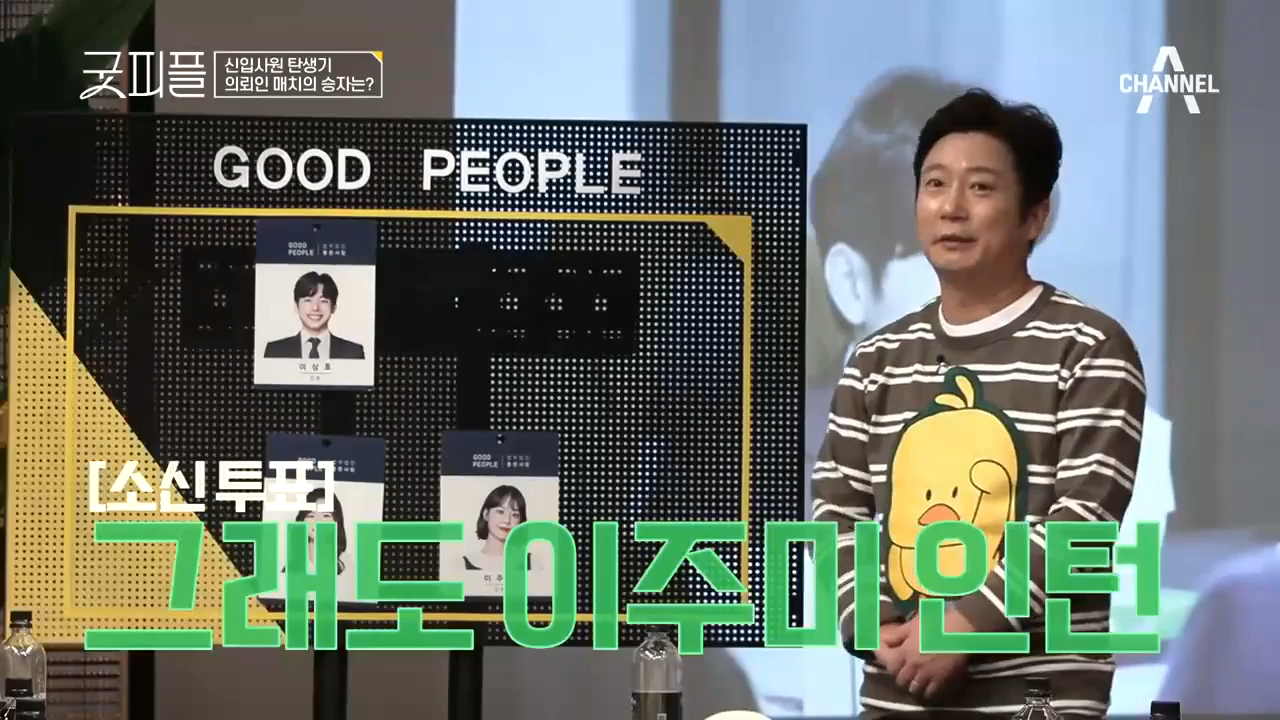 굿피플
신입사원 탄생기
의뢰인 매치의 승자는?
CHANNEL A
GOOD PEOPLE
GOOD
PEOPLE
이상호
GOOD
PEOPLE
GOOD
PEOPLE
이주
[소신 투표]
그래도 이주미 인턴